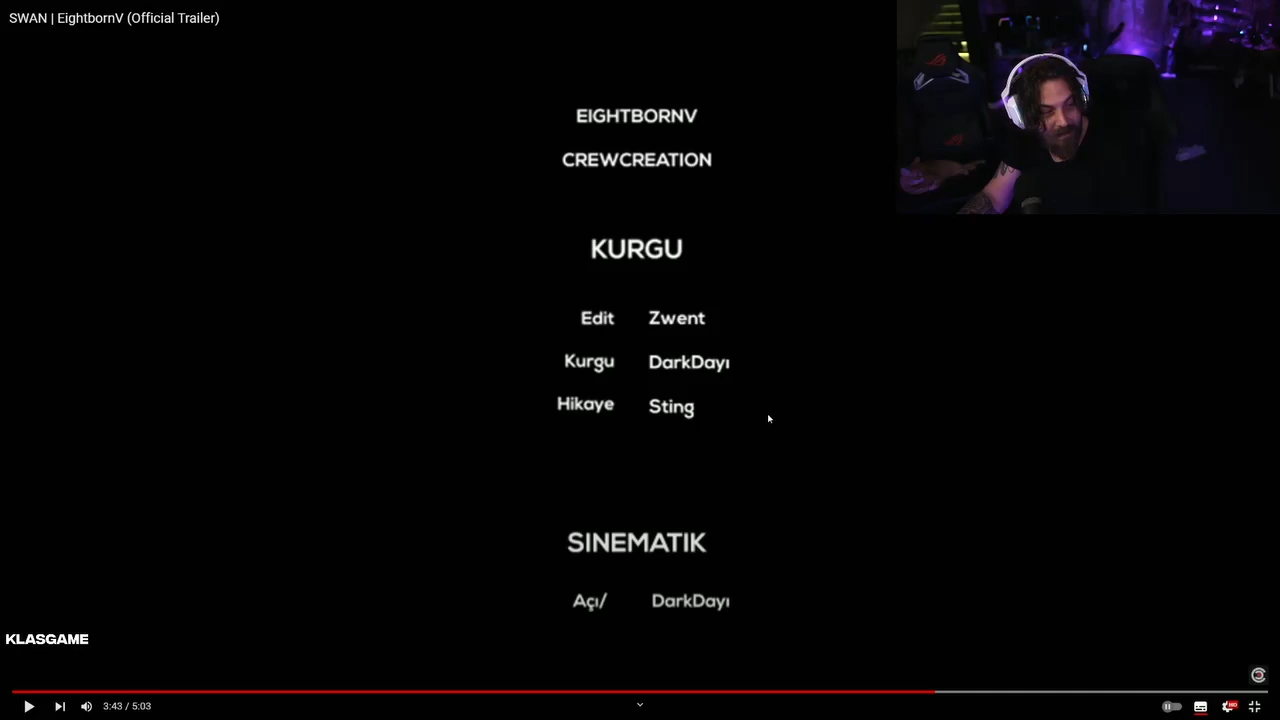 SWAN | EightbornV (Official Trailer)
EIGHTBORNV
CREWCREATION
KURGU
Edit Zwent
Kurgu DarkDayı
Hikaye Sting
SINEMATIK
Açı/ DarkDayı
KLASGAME
3:43 / 5:03
HD